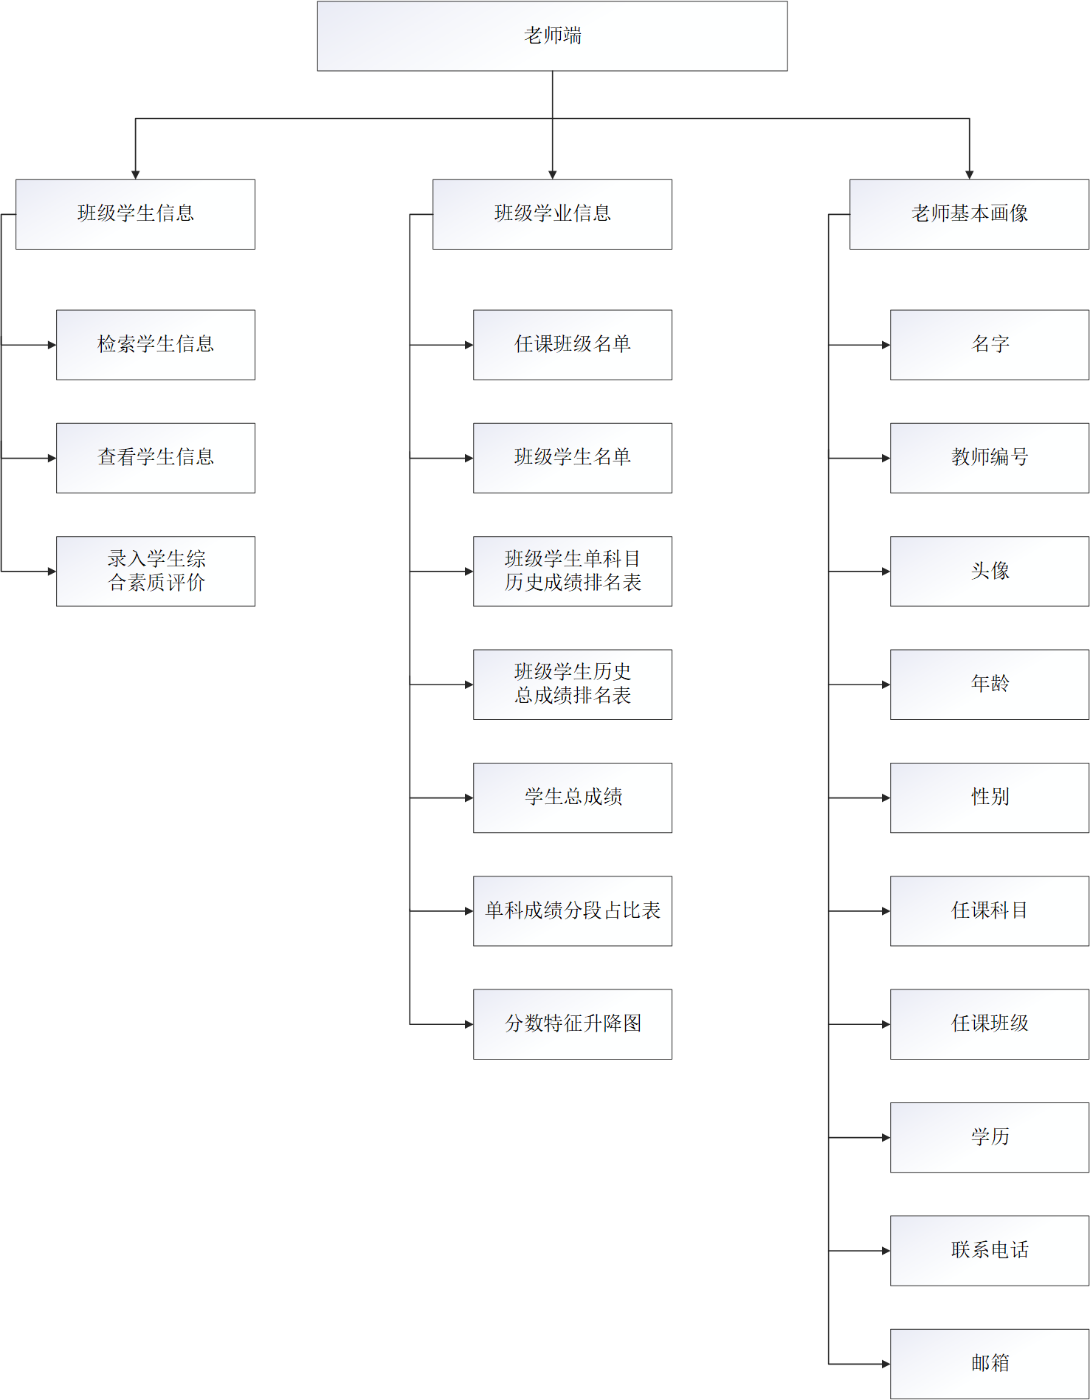 老师端
班级学生信息
检索学生信息
查看学生信息
录入学生综
合素质评价
班级学业信息
任课班级名单
班级学生名单
班级学生单科目
历史成绩排名表
班级学生历史
总成绩排名表
学生总成绩
单科成绩分段占比表
分数特征升降图
老师基本画像
名字
教师编号
头像
年龄
性别
任课科目
任课班级
学历
联系电话
邮箱